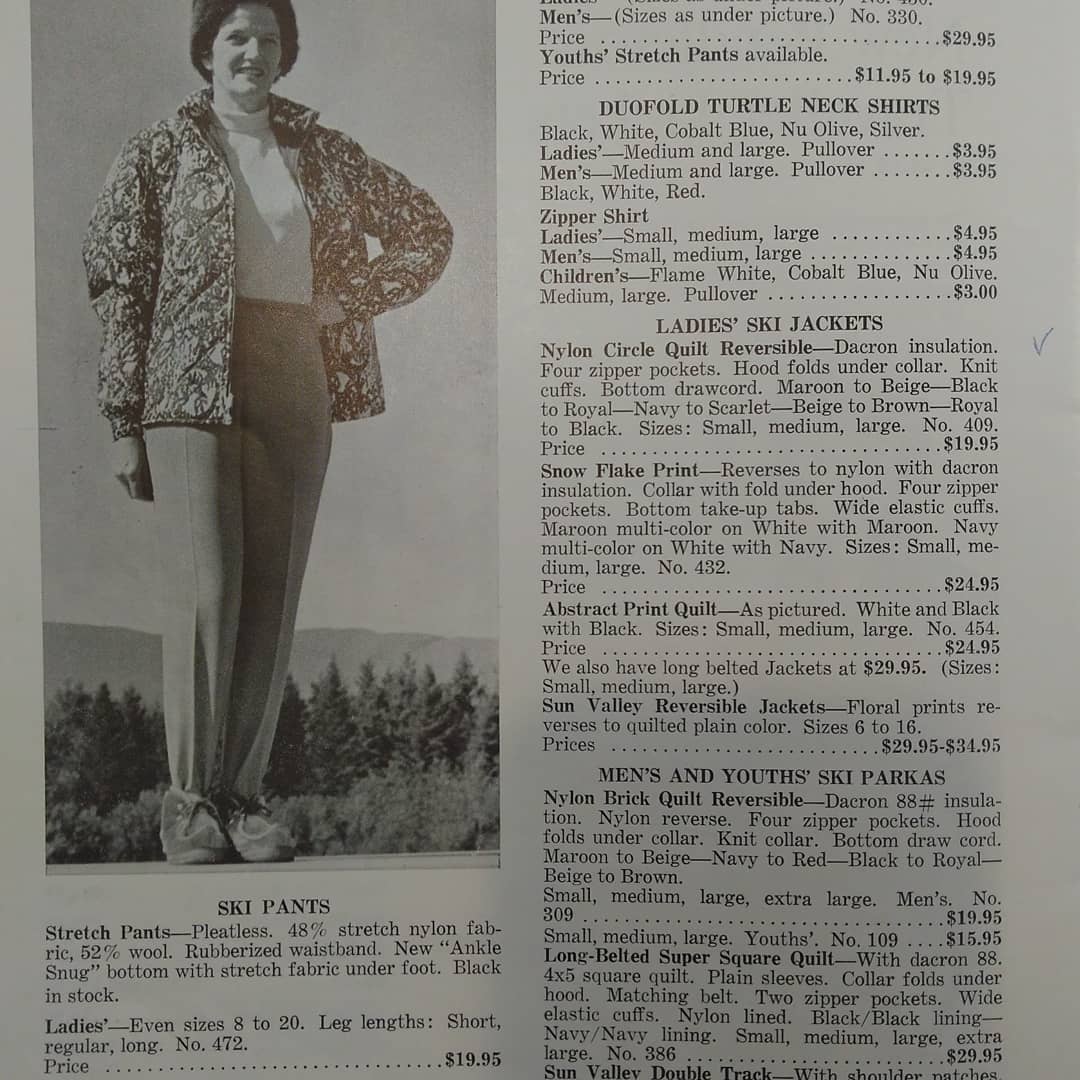 SKI PANTS
Stretch Pants—Pleatless. 48% stretch nylon fab-
ric, 52% wool. Rubberized waistband. New “Ankle
Snug” bottom with stretch fabric under foot. Black
in stock.
Ladies’—Even sizes 8 to 20. Leg lengths: Short,
regular, long. No. 472.
Price ..................................$19.95
Men’s—(Sizes as under picture.) No. 330.
Price .................................$29.95
Youths’ Stretch Pants available.
Price .........................$11.95 to $19.95
DUOFOLD TURTLE NECK SHIRTS
Black, White, Cobalt Blue, Nu Olive, Silver.
Ladies’—Medium and large. Pullover .......$3.95
Men’s—Medium and large. Pullover ........$3.95
Black, White, Red.
Zipper Shirt
Ladies’—Small, medium, large ............$4.95
Men’s—Small, medium, large ..............$4.95
Children’s—Flame White, Cobalt Blue, Nu Olive.
Medium, large. Pullover ..................$3.00
LADIES’ SKI JACKETS
Nylon Circle Quilt Reversible—Dacron insulation.
Four zipper pockets. Hood folds under collar. Knit
cuffs. Bottom drawcord. Maroon to Beige—Black
to Royal—Navy to Scarlet—Beige to Brown—Royal
to Black. Sizes: Small, medium, large. No. 409.
Price ..................................$19.95
Snow Flake Print—Reverses to nylon with dacron
insulation. Collar with fold under hood. Four zipper
pockets. Bottom take-up tabs. Wide elastic cuffs.
Maroon multi-color on White with Maroon. Navy
multi-color on White with Navy. Sizes: Small, me-
dium, large. No. 432.
Price ..................................$24.95
Abstract Print Quilt—As pictured. White and Black
with Black. Sizes: Small, medium, large. No. 454.
Price ..................................$24.95
We also have long belted Jackets at $29.95. (Sizes:
Small, medium, large.)
Sun Valley Reversible Jackets—Floral prints re-
verses to quilted plain color. Sizes 6 to 16.
Prices ...........................$29.95-$34.95
MEN’S AND YOUTHS’ SKI PARKAS
Nylon Brick Quilt Reversible—Dacron 88# insula-
tion. Nylon reverse. Four zipper pockets. Hood
folds under collar. Knit collar. Bottom draw cord.
Maroon to Beige—Navy to Red—Black to Royal—
Beige to Brown.
Small, medium, large, extra large. Men’s. No.
309 ....................................$19.95
Small, medium, large. Youths’. No. 109 ....$15.95
Long-Belted Super Square Quilt—With dacron 88.
4x5 square quilt. Plain sleeves. Collar folds under
hood. Matching belt. Two zipper pockets. Wide
elastic cuffs. Nylon lined. Black/Black lining—
Navy/Navy lining. Small, medium, large, extra
large. No. 386 ..........................$29.95
Sun Valley Double Track—With shoulder patches.